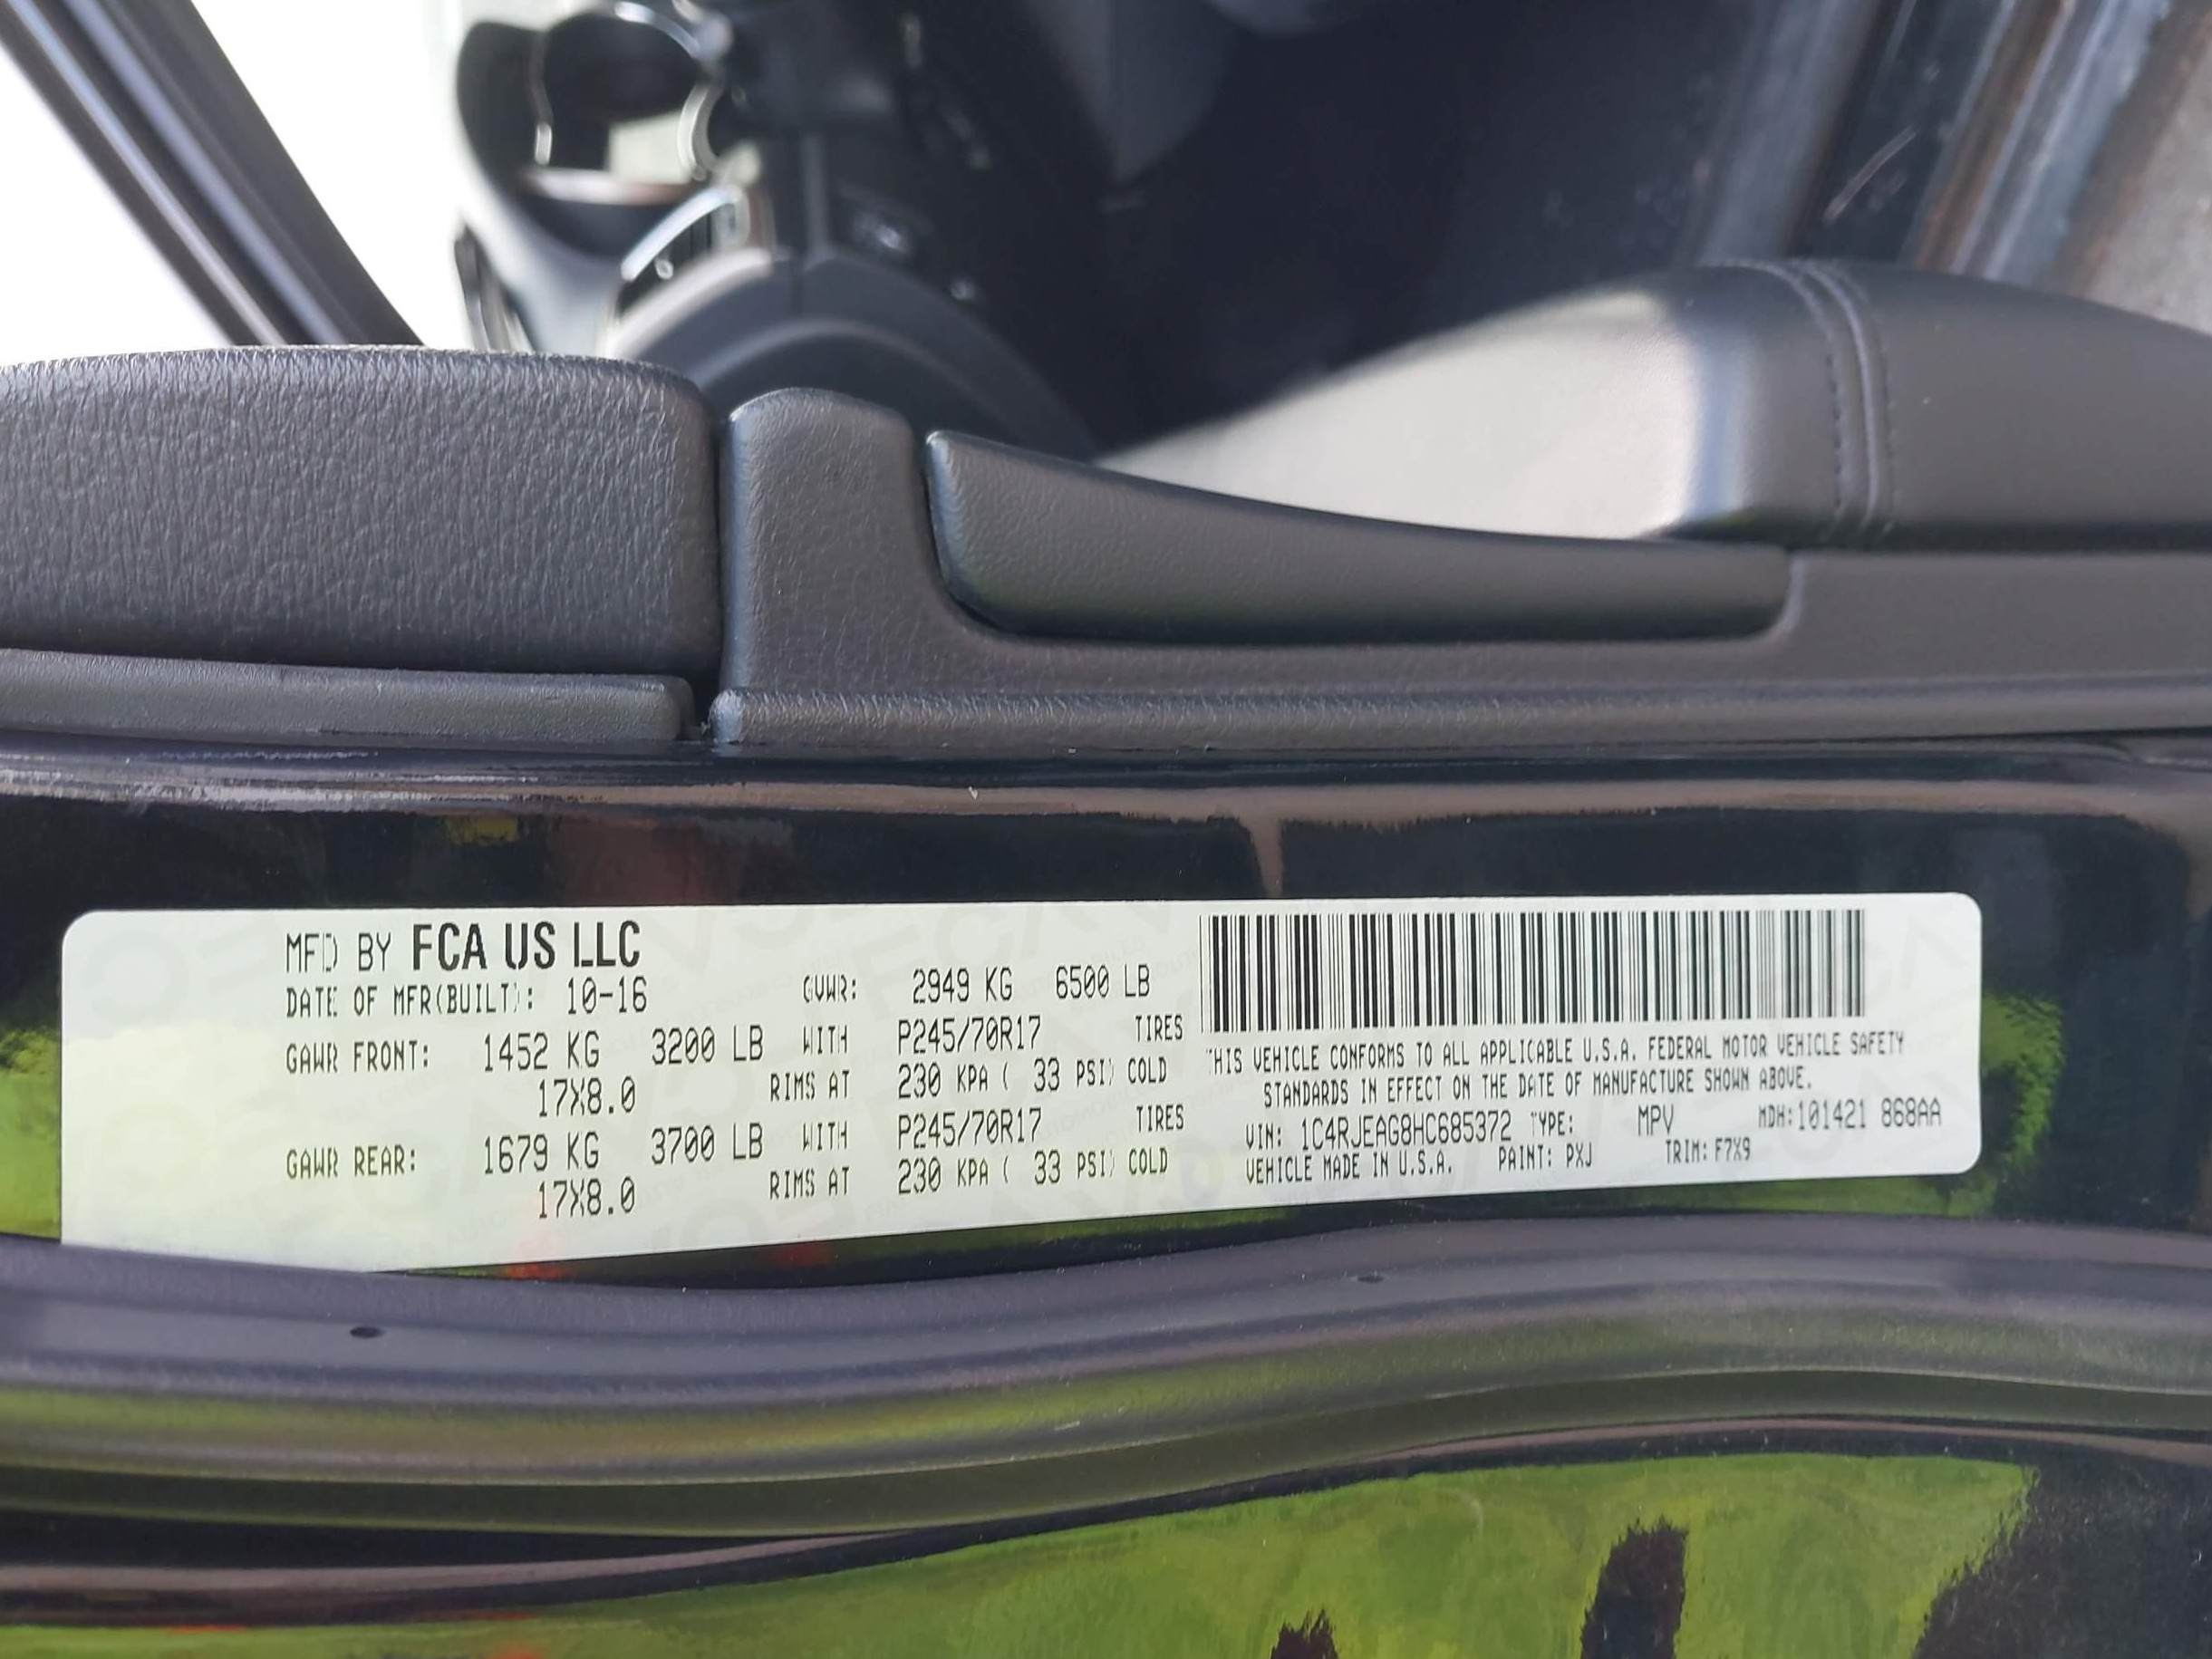 MFD BY FCA US LLC
DATE OF MFR(BUILT): 10-16 GVWR: 2949 KG 6500 LB
GAWR FRONT: 1452 KG 3200 LB WITH P245/70R17 TIRES
17X8.0 RIMS AT 230 KPA ( 33 PSI) COLD
GAWR REAR: 1679 KG 3700 LB WITH P245/70R17 TIRES
17X8.0 RIMS AT 230 KPA ( 33 PSI) COLD
THIS VEHICLE CONFORMS TO ALL APPLICABLE U.S.A. FEDERAL MOTOR VEHICLE SAFETY
STANDARDS IN EFFECT ON THE DATE OF MANUFACTURE SHOWN ABOVE.
VIN: 1C4RJEAG8HC685372 TYPE: MPV MDH:101421 868AA
VEHICLE MADE IN U.S.A. PAINT: PXJ TRIM: F7X9